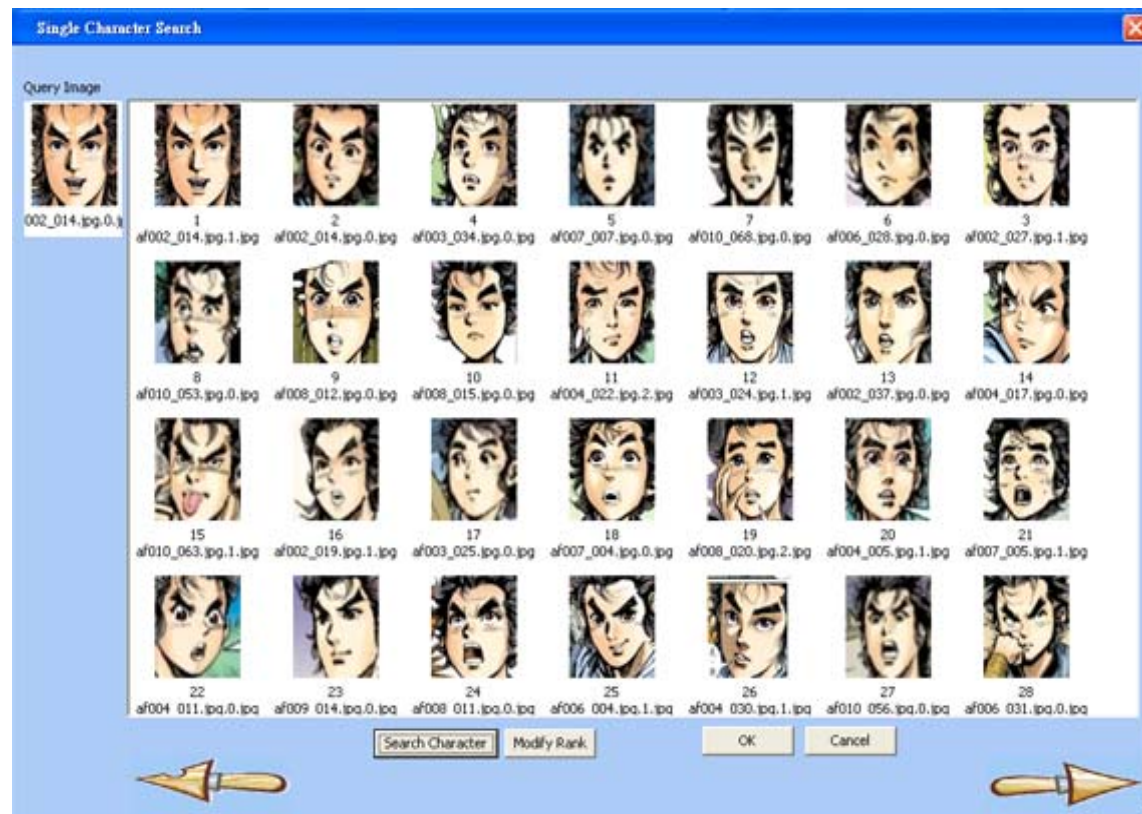 Single Character Search
Query Image
002_014.jpg.0.j
1 2 4 5 7 6 3
af002_014.jpg.1.jpg af002_014.jpg.0.jpg af003_034.jpg.0.jpg af007_007.jpg.0.jpg af010_068.jpg.0.jpg af006_028.jpg.0.jpg af002_027.jpg.1.jpg
8 9 10 11 12 13 14
af010_053.jpg.0.jpg af008_012.jpg.0.jpg af008_015.jpg.0.jpg af004_022.jpg.2.jpg af003_024.jpg.1.jpg af002_037.jpg.0.jpg af004_017.jpg.0.jpg
15 16 17 18 19 20 21
af010_063.jpg.1.jpg af002_019.jpg.1.jpg af003_025.jpg.0.jpg af007_004.jpg.0.jpg af008_020.jpg.2.jpg af004_005.jpg.1.jpg af007_005.jpg.1.jpg
22 23 24 25 26 27 28
af004_011.jpg.0.jpg af009_014.jpg.0.jpg af008_011.jpg.0.jpg af006_004.jpg.1.jpg af004_030.jpg.1.jpg af010_056.jpg.0.jpg af006_031.jpg.0.jpg
Search Character Modify Rank OK Cancel